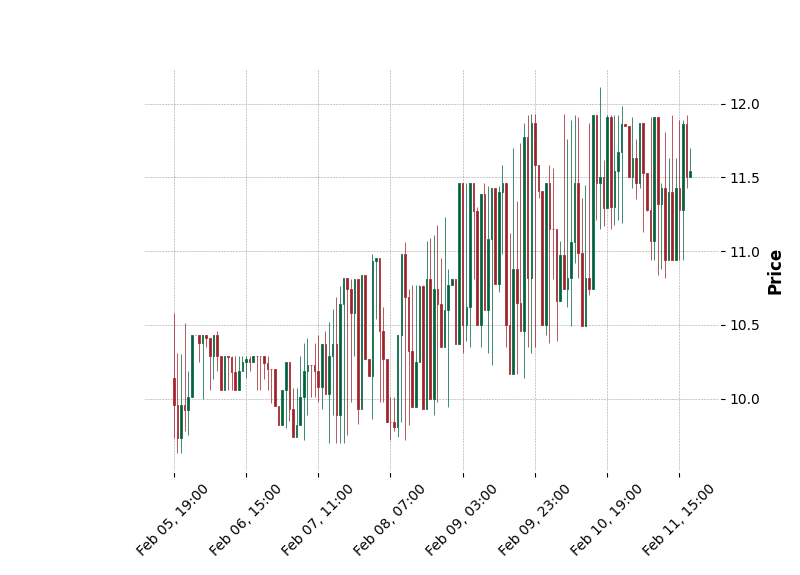 12.0
11.5
11.0
10.5
10.0
Price
Feb 05, 19:00
Feb 06, 15:00
Feb 07, 11:00
Feb 08, 07:00
Feb 09, 03:00
Feb 09, 23:00
Feb 10, 19:00
Feb 11, 15:00